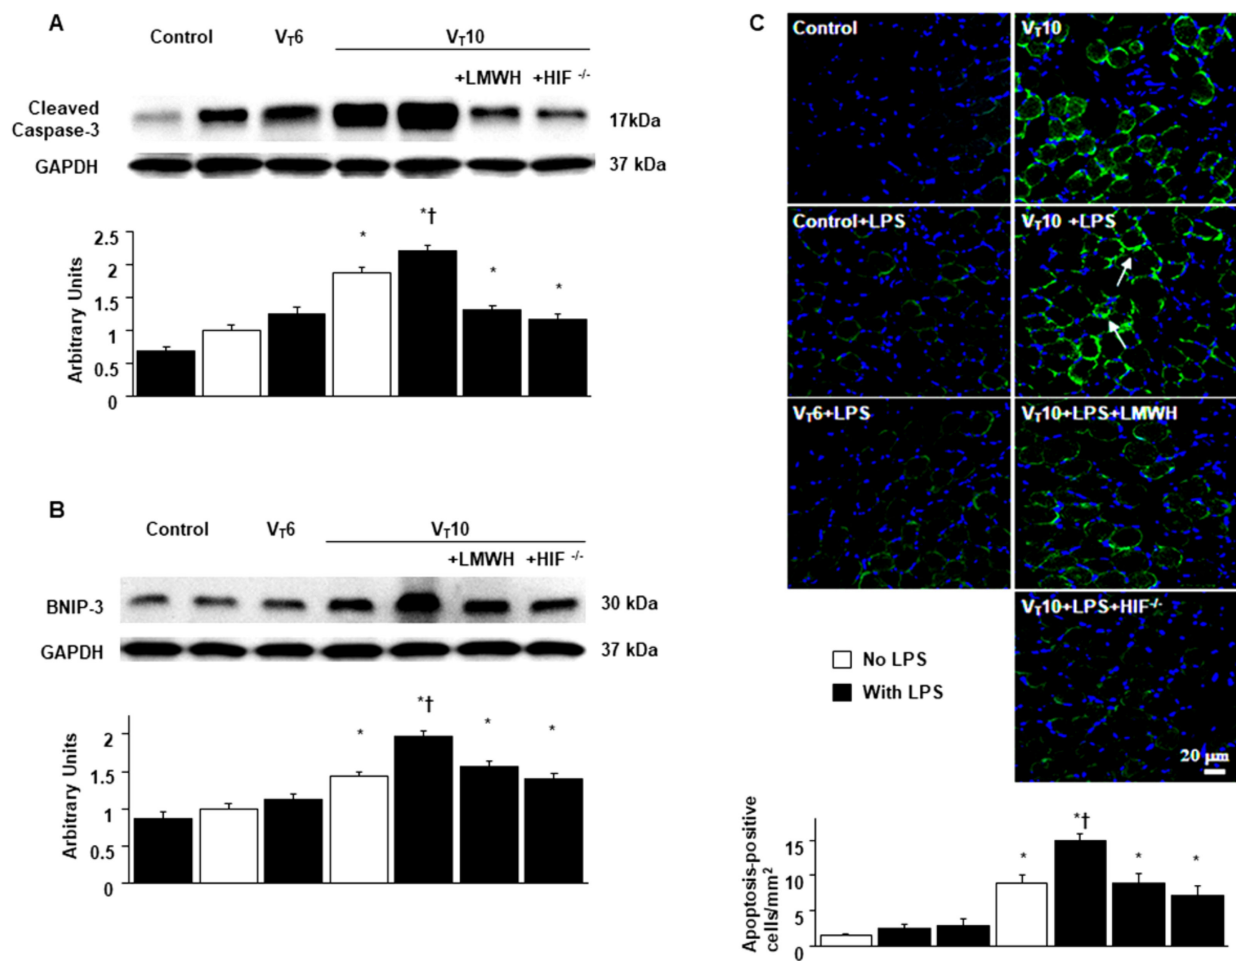 A
Control VT6 VT10
+LMWH +HIF -/-
Cleaved
Caspase-3
17kDa
GAPDH
37 kDa
*†
*
*
*
Arbitrary Units
2.5
2
1.5
1
0.5
0
B
Control VT6 VT10
+LMWH +HIF -/-
BNIP-3
30 kDa
GAPDH
37 kDa
*†
*
*
*
Arbitrary Units
2
1.5
1
0.5
0
C
Control
VT10
Control+LPS
VT10 +LPS
VT6+LPS
VT10+LPS+LMWH
VT10+LPS+HIF-/-
20 μm
No LPS
With LPS
Apoptosis-positive
cells/mm2
15
10
5
0
*
*†
*
*